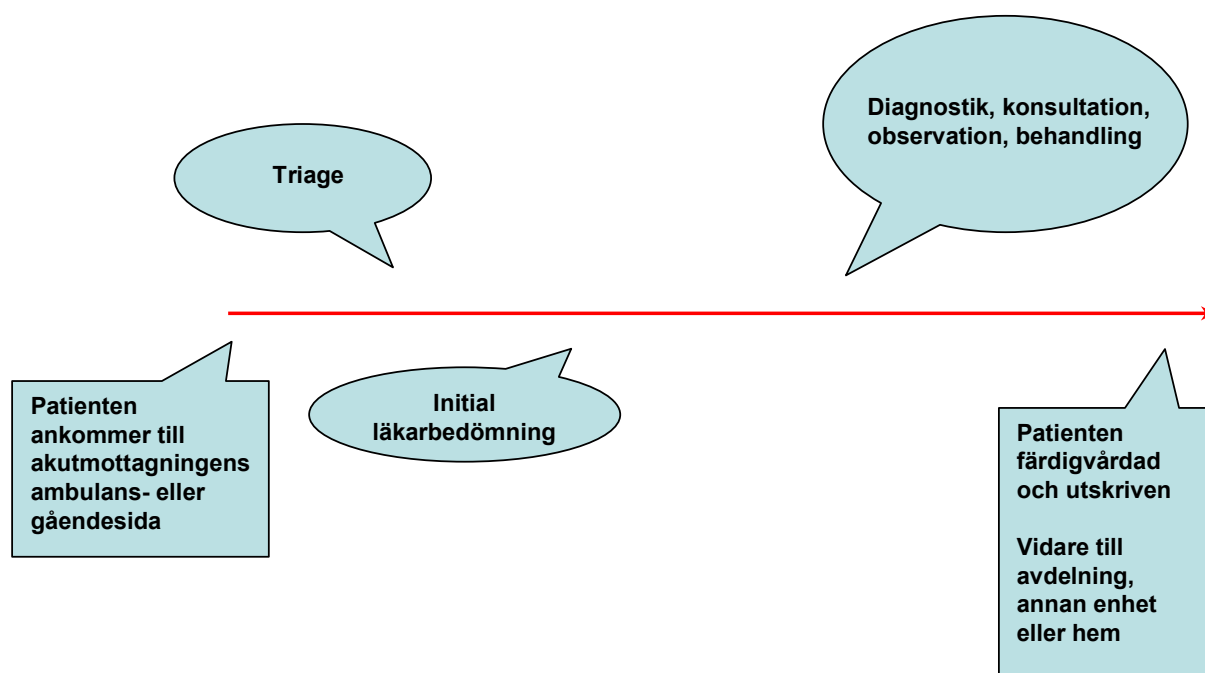 Patienten
ankommer till
akutmottagningens
ambulans- eller
gåendesida
Triage
Initial
läkarbedömning
Diagnostik, konsultation,
observation, behandling
Patienten
färdigvårdad
och utskriven
Vidare till
avdelning,
annan enhet
eller hem